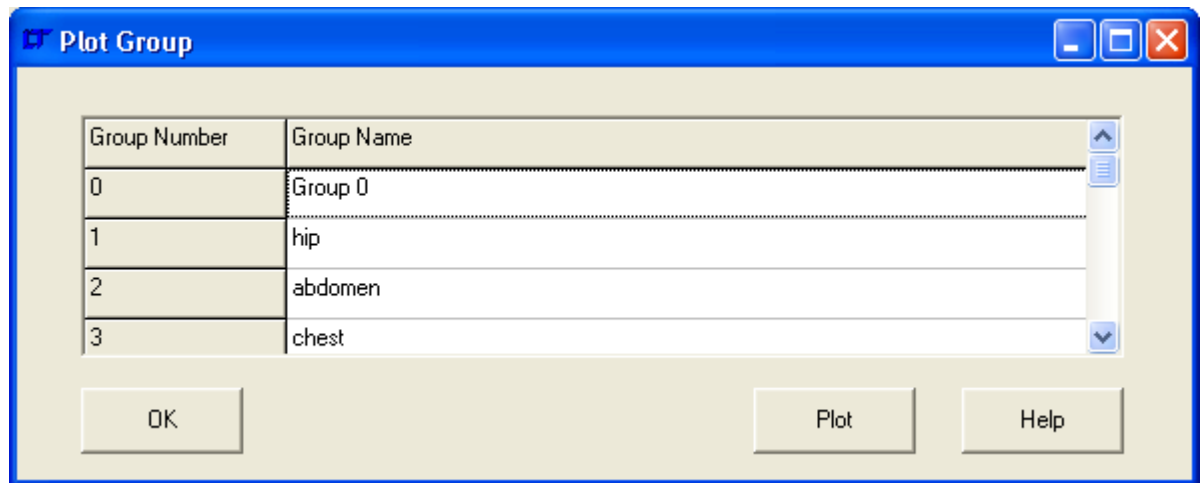 Plot Group
Group Number Group Name
0 Group 0
1 hip
2 abdomen
3 chest
OK Plot Help